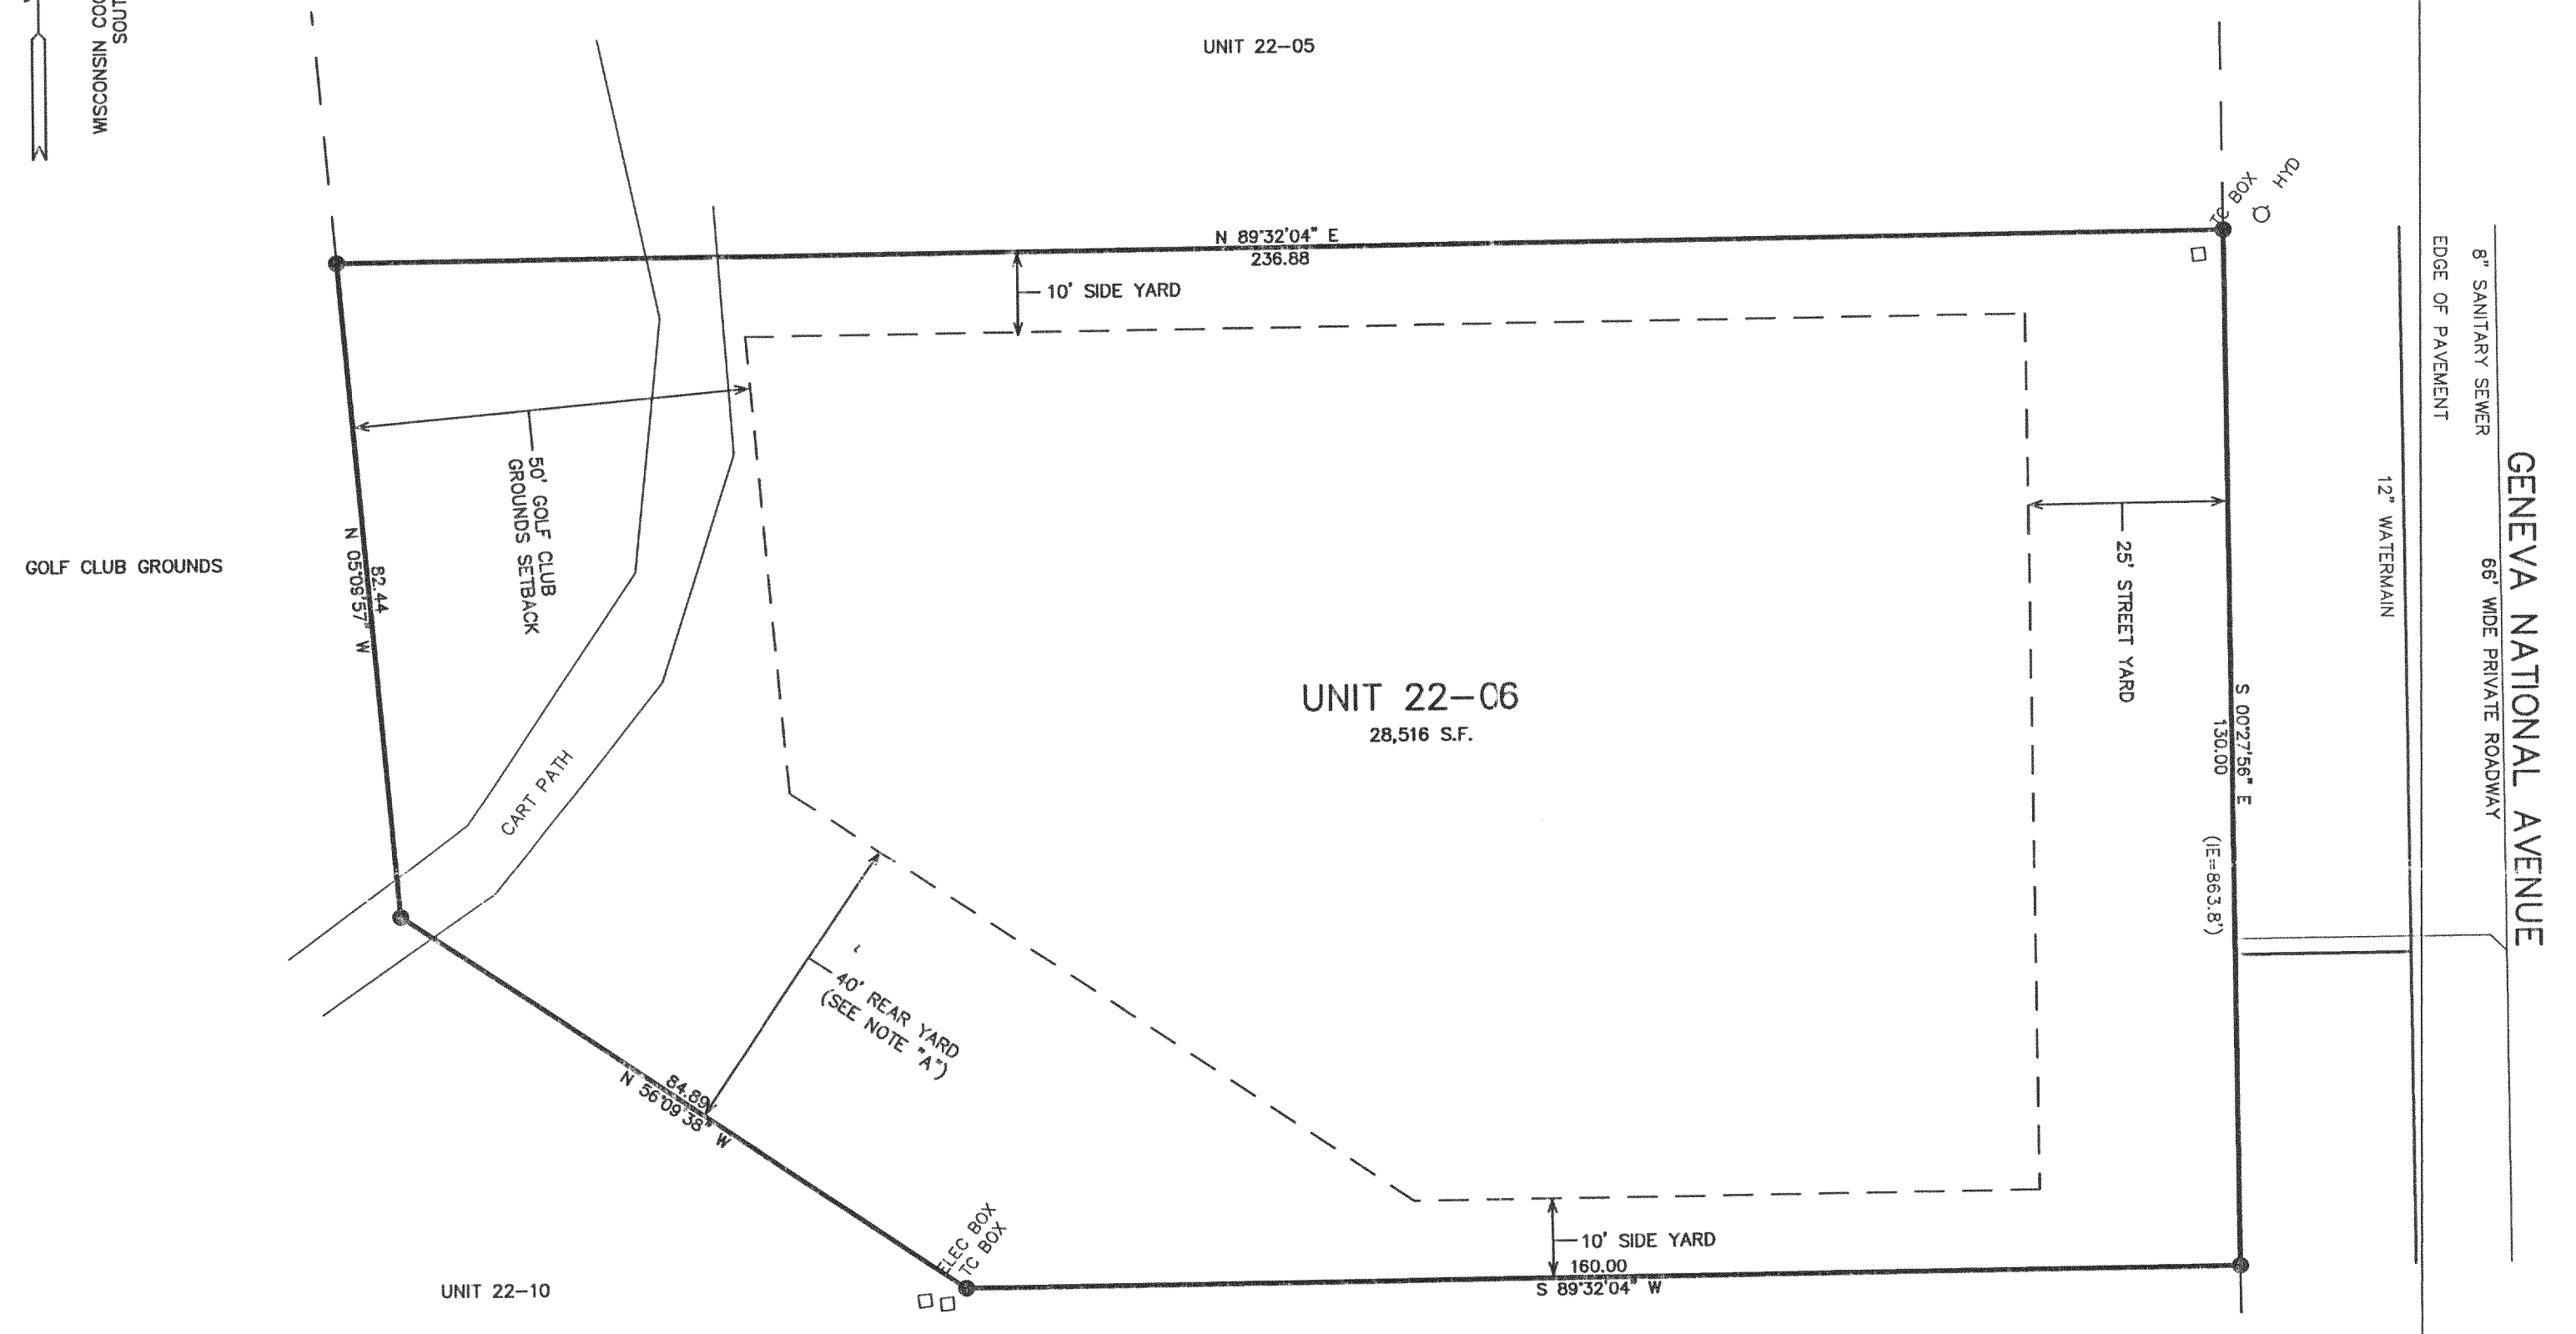 SOUT
WISCONSIN COO
UNIT 22-05
TC BOX
HYD
N 89°32'04" E
236.88
10' SIDE YARD
8" SANITARY SEWER
EDGE OF PAVEMENT
12" WATERMAIN
GENEVA NATIONAL AVENUE
66' WIDE PRIVATE ROADWAY
50' GOLF CLUB
GROUNDS SETBACK
25' STREET YARD
GOLF CLUB GROUNDS
82.44
N 05°09'57" W
UNIT 22-06
28,516 S.F.
S 00°27'56" E
130.00
(IE=863.8')
CART PATH
40' REAR YARD
(SEE NOTE "A")
84.89
N 56°09'38" W
ELEC BOX
TC BOX
10' SIDE YARD
160.00
S 89°32'04" W
UNIT 22-10